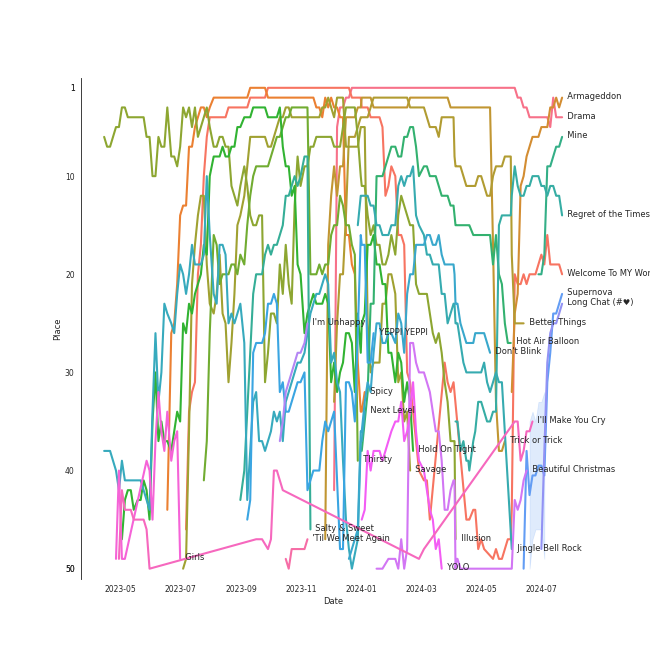 1
Armageddon
Drama
Mine
10
Regret of the Times
Welcome To MY Wor
20
Supernova
Long Chat (#♥)
I'm Unhappy
Better Things
YEPPI YEPPI
Hot Air Balloon
Don't Blink
30
Spicy
Next Level
I'll Make You Cry
Trick or Trick
Hold On Tight
Thirsty
40
Savage
Beautiful Christmas
Salty & Sweet
'Til We Meet Again
Illusion
Jingle Bell Rock
Girls
YOLO
50
Place
2023-05
2023-07
2023-09
2023-11
2024-01
2024-03
2024-05
2024-07
Date